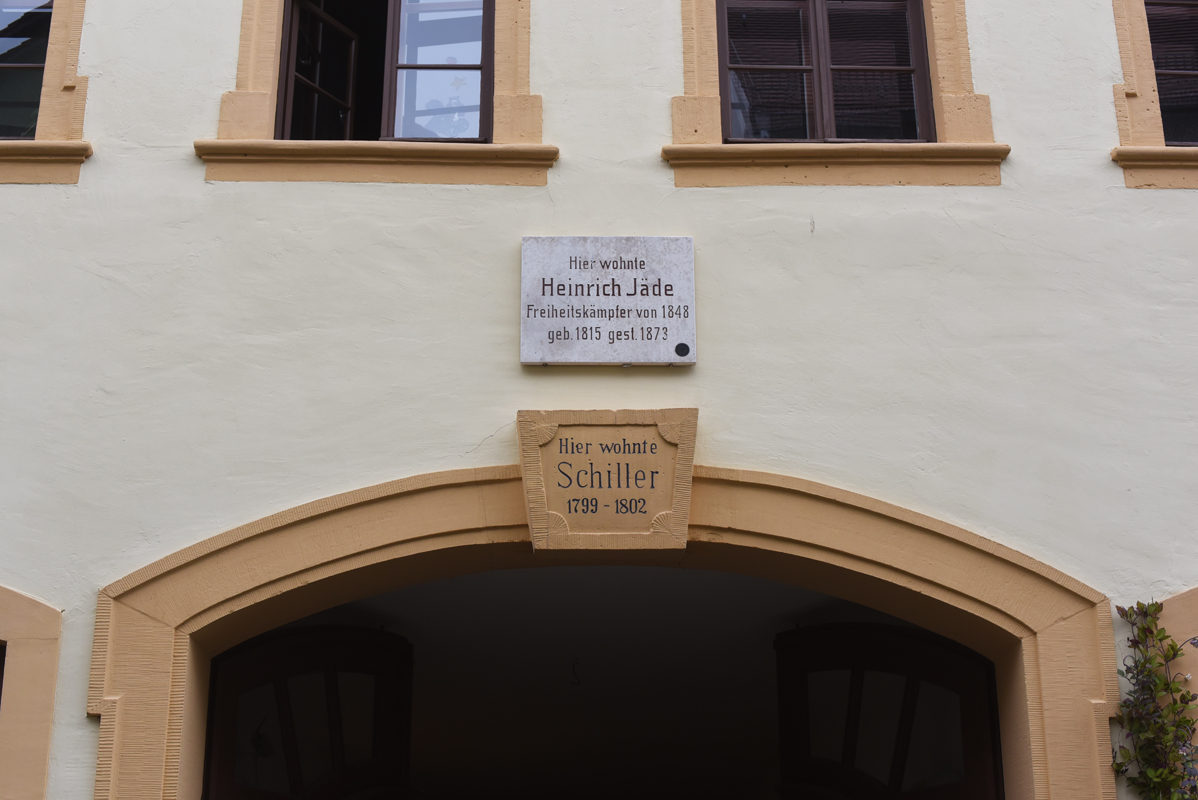 Hier wohnte
Heinrich Jäde
Freiheitskämpfer von 1848
geb. 1815 gest. 1873
Hier wohnte
Schiller
1799 - 1802